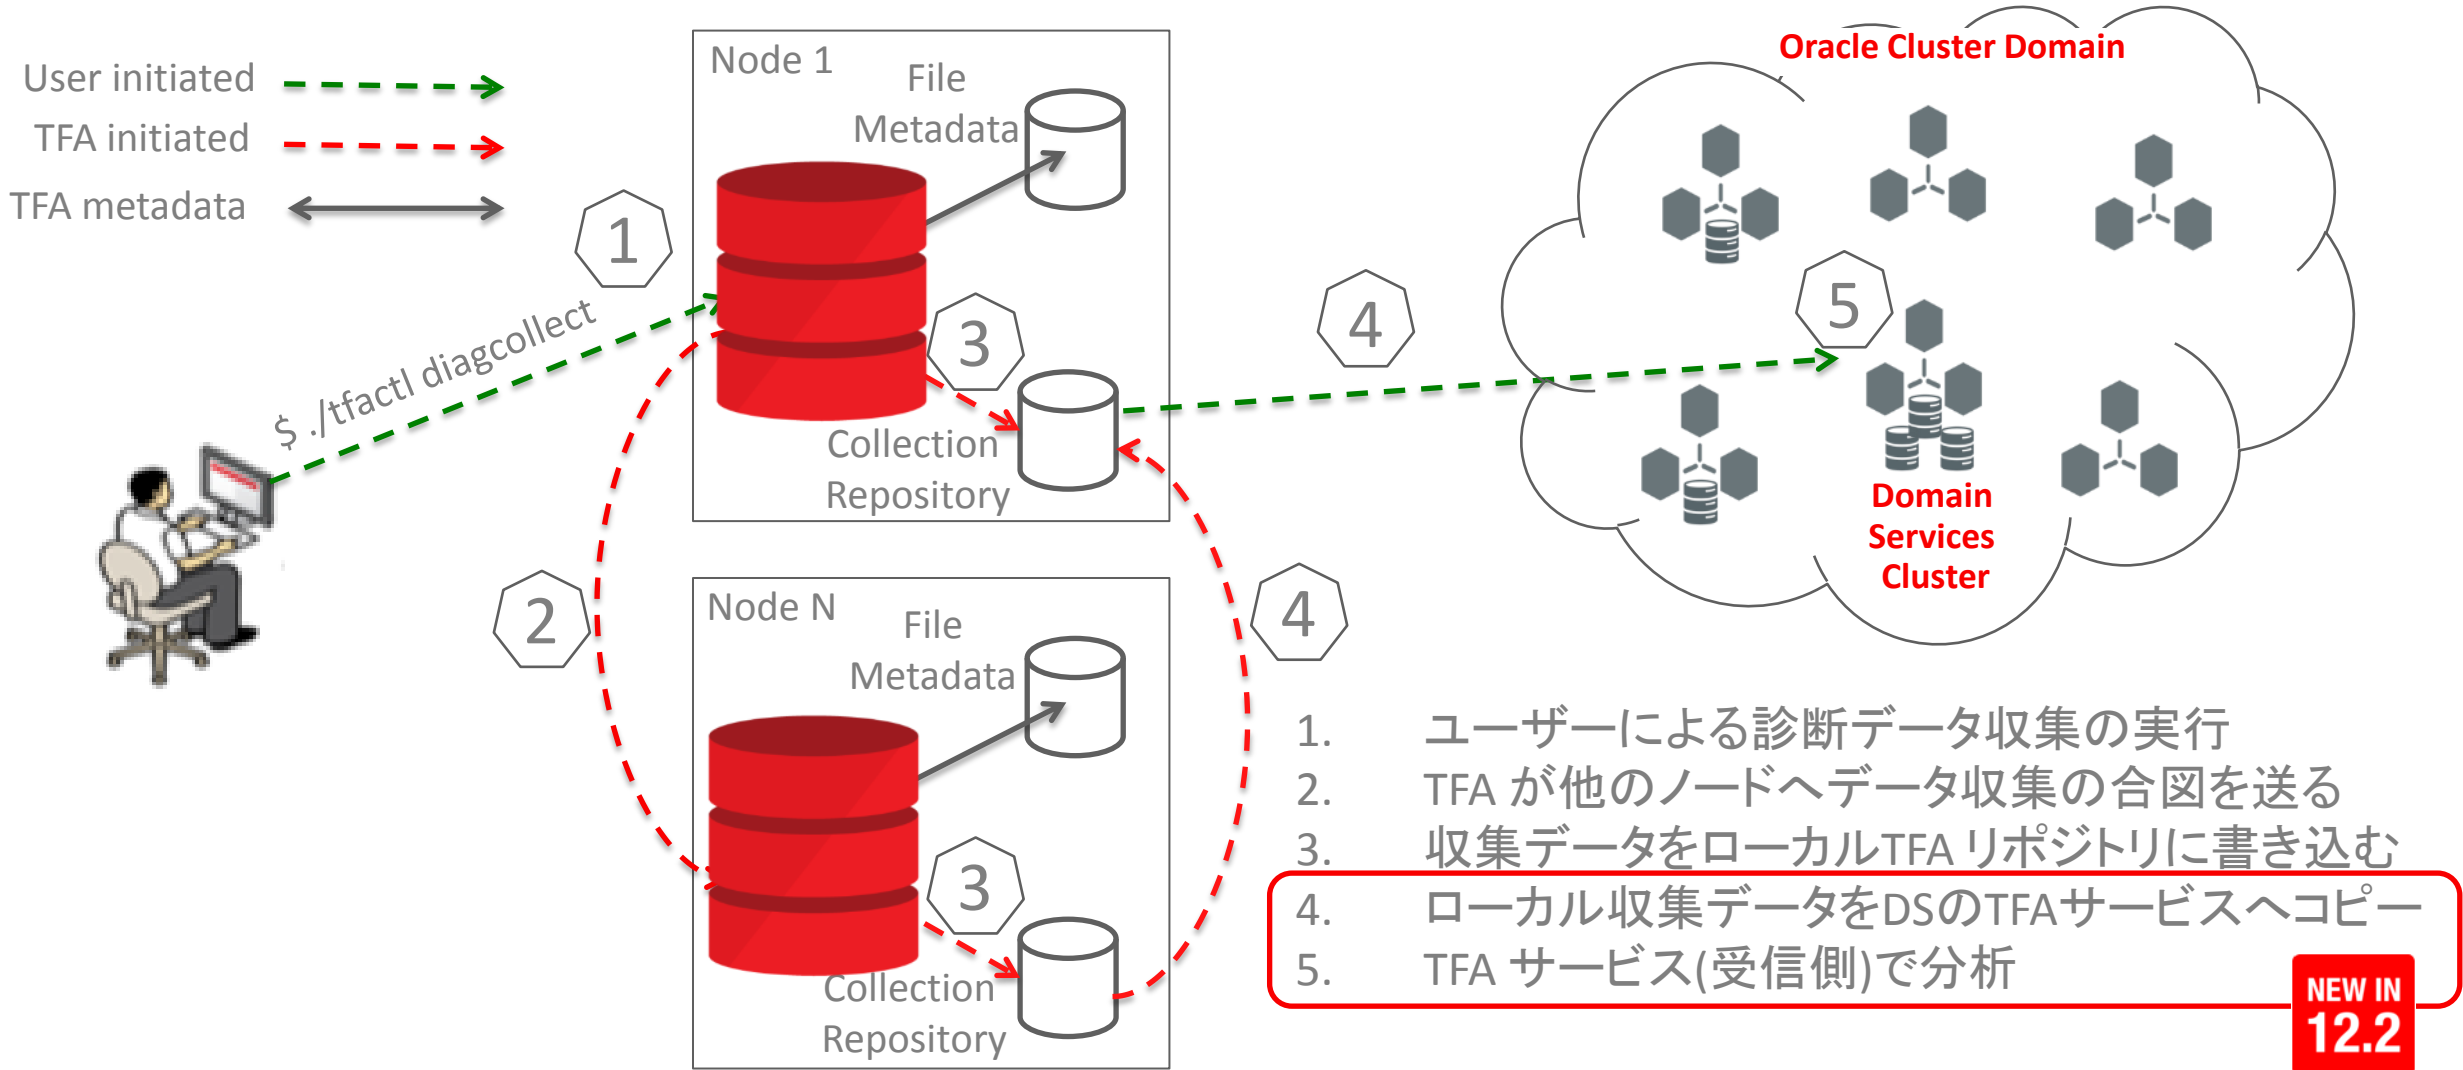 User initiated
TFA initiated
TFA metadata
$ ./tfactl diagcollect
1
2
Node 1
File
Metadata
3
Collection
Repository
Node N
File
Metadata
3
Collection
Repository
4
4
Oracle Cluster Domain
5
Domain
Services
Cluster
1. ユーザーによる診断データ収集の実行
2. TFA が他のノードへデータ収集の合図を送る
3. 収集データをローカルTFA リポジトリに書き込む
4. ローカル収集データをDSのTFAサービスへコピー
5. TFA サービス(受信側)で分析
NEW IN
12.2